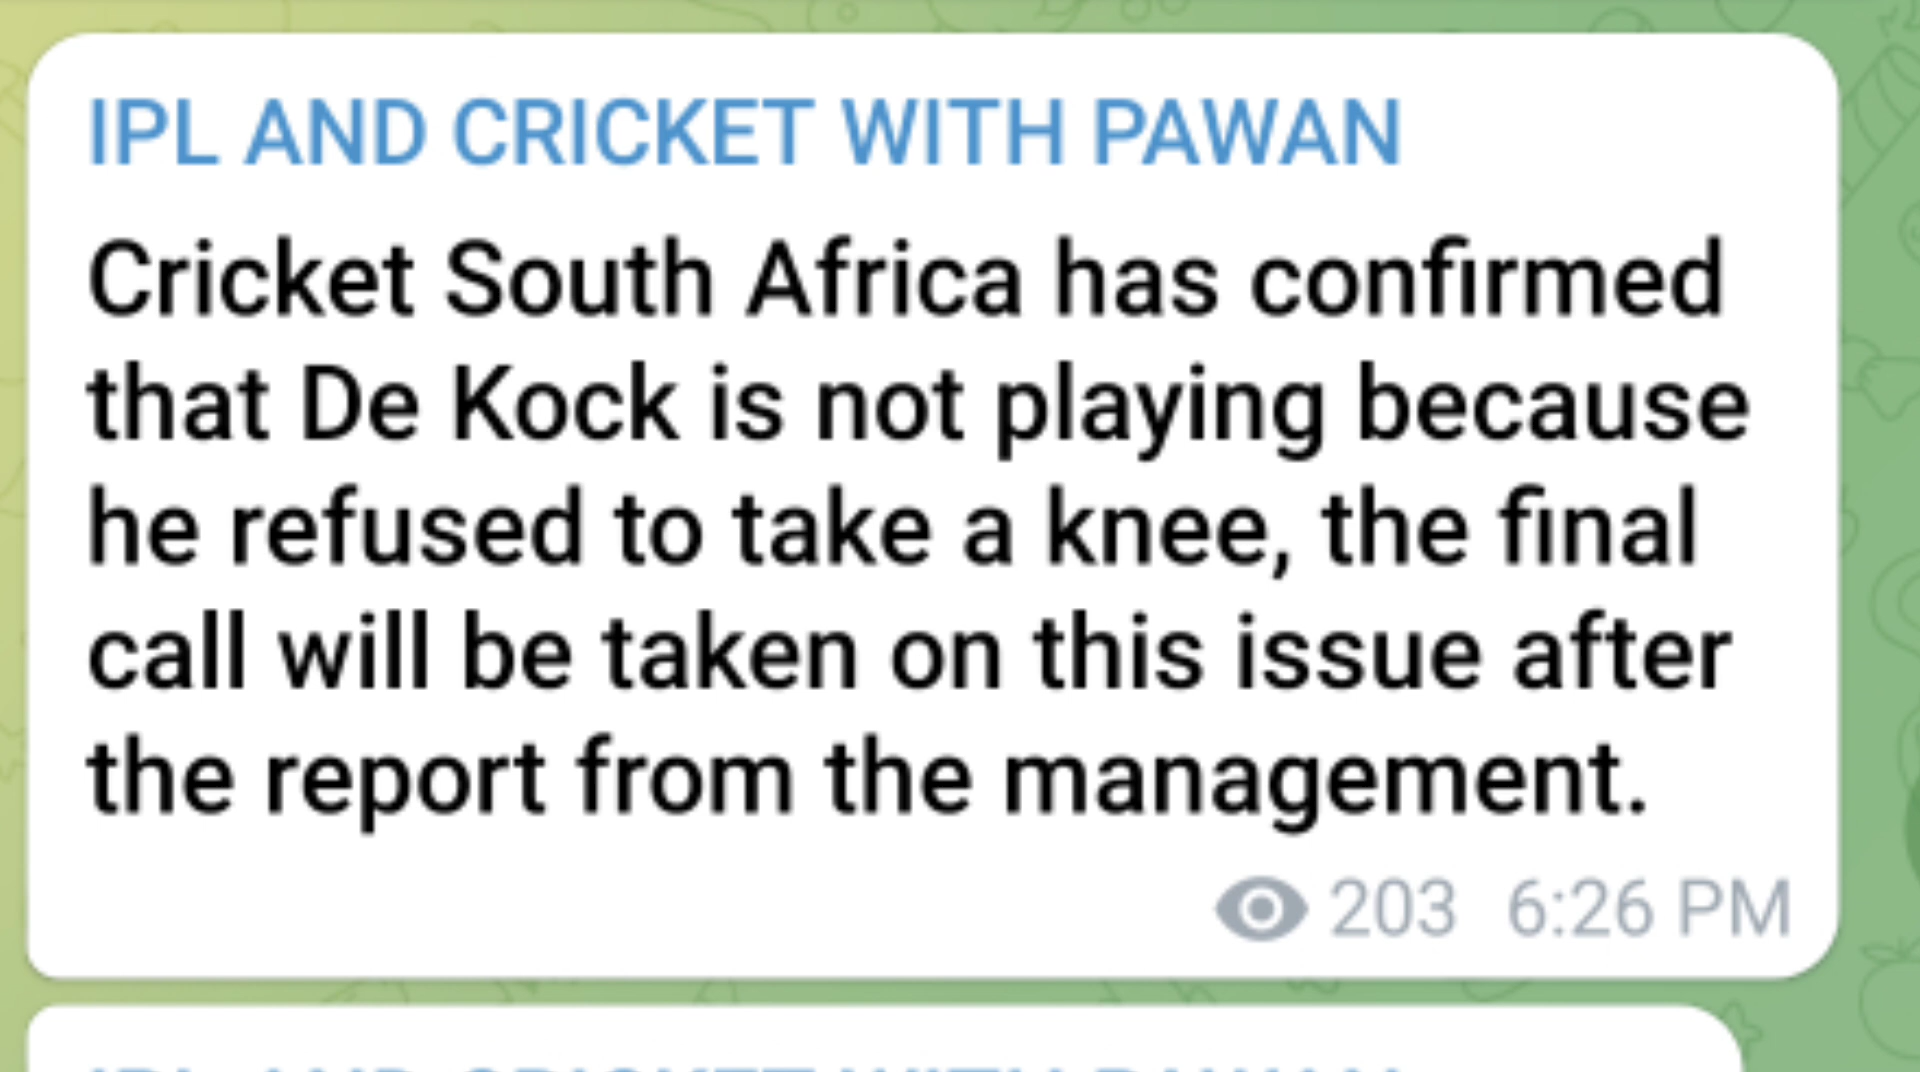 IPL AND CRICKET WITH PAWAN
Cricket South Africa has confirmed
that De Kock is not playing because
he refused to take a knee, the final
call will be taken on this issue after
the report from the management.
203 6:26 PM